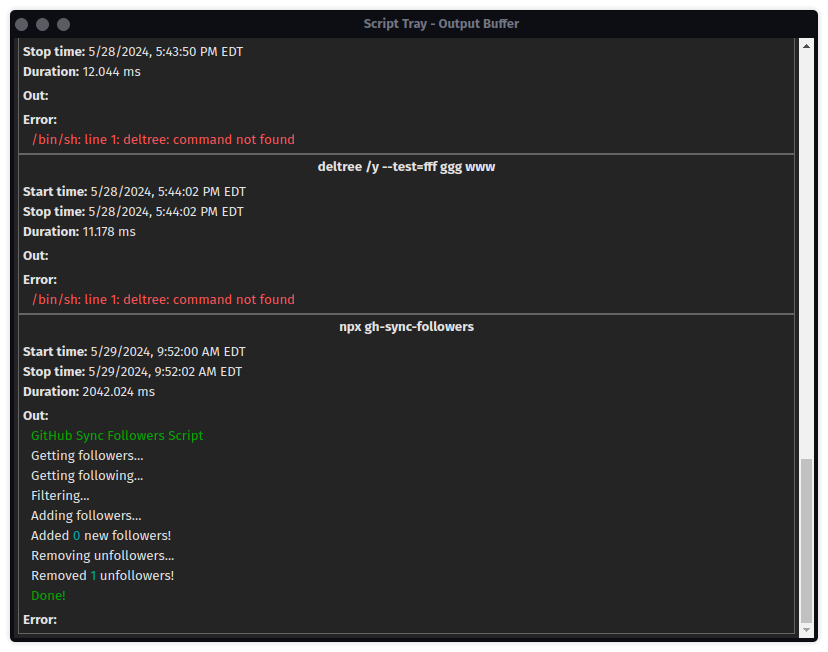 Script Tray - Output Buffer
Stop time: 5/28/2024, 5:43:50 PM EDT
Duration: 12.044 ms
Out:
Error:
/bin/sh: line 1: deltree: command not found
deltree /y --test=fff ggg www
Start time: 5/28/2024, 5:44:02 PM EDT
Stop time: 5/28/2024, 5:44:02 PM EDT
Duration: 11.178 ms
Out:
Error:
/bin/sh: line 1: deltree: command not found
npx gh-sync-followers
Start time: 5/29/2024, 9:52:00 AM EDT
Stop time: 5/29/2024, 9:52:02 AM EDT
Duration: 2042.024 ms
Out:
GitHub Sync Followers Script
Getting followers...
Getting following...
Filtering...
Adding followers...
Added 0 new followers!
Removing unfollowers...
Removed 1 unfollowers!
Done!
Error: